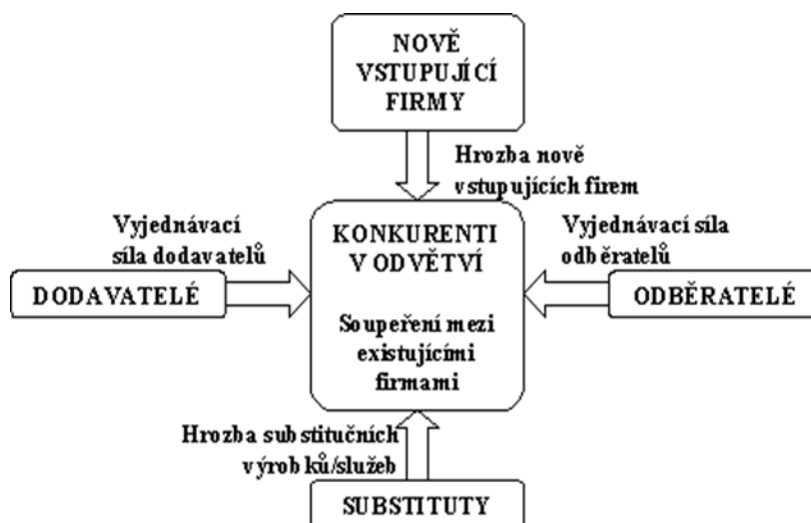 NOVĚ
VSTUPUJÍCÍ
FIRMY
Hrozba nově
vstupujících firem
Vyjednávací
síla dodavatelů
DODAVATELÉ
KONKURENTI
V ODVĚTVÍ
Soupeření mezi
existujícími
firmami
Vyjednávací síla
odběratelů
ODBĚRATELÉ
Hrozba substitučních
výrobků/služeb
SUBSTITUTY